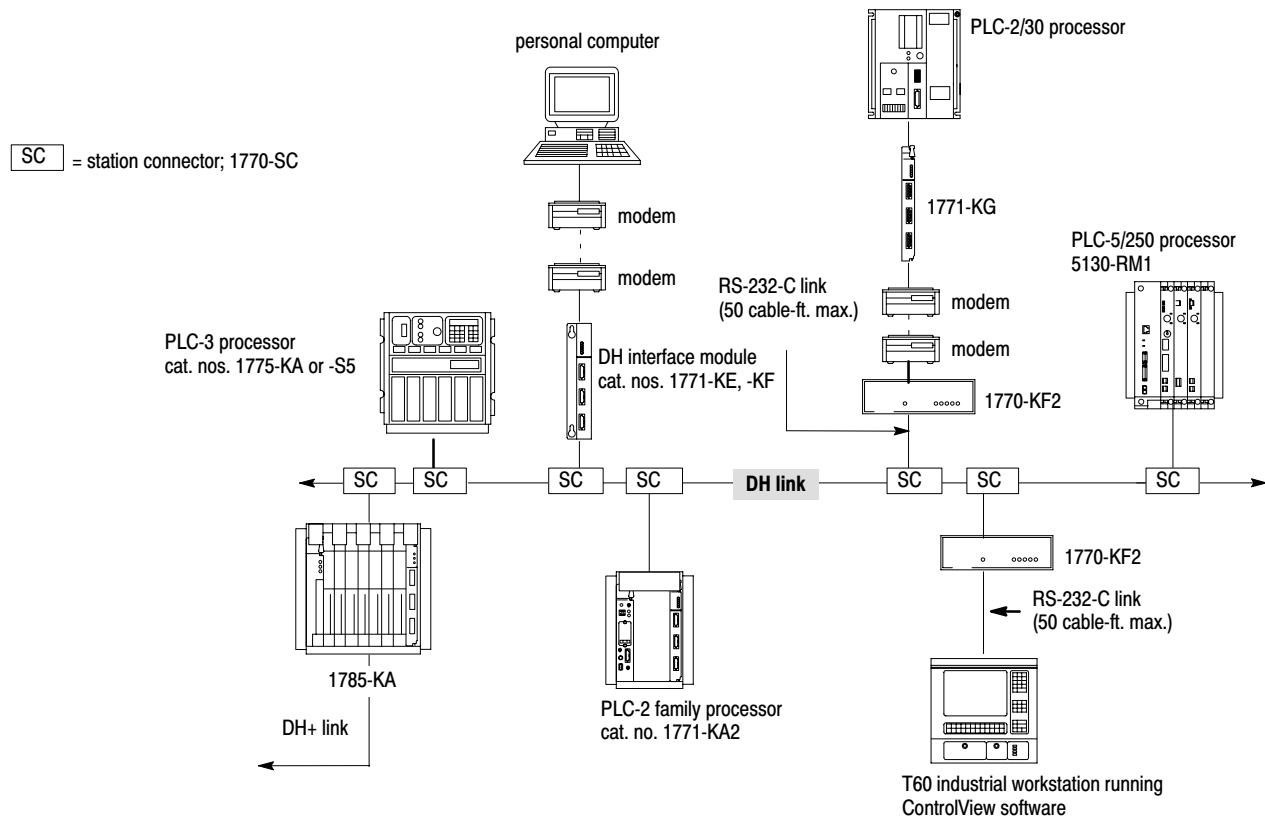 PLC-2/30 processor
personal computer
SC = station connector; 1770-SC
modem
modem
1771-KG
PLC-5/250 processor
5130-RM1
RS-232-C link
(50 cable-ft. max.)
modem
modem
PLC-3 processor
cat. nos. 1775-KA or -S5
DH interface module
cat. nos. 1771-KE, -KF
1770-KF2
SC
SC
SC
SC
DH link
SC
SC
SC
1770-KF2
RS-232-C link
(50 cable-ft. max.)
1785-KA
DH+ link
PLC-2 family processor
cat. no. 1771-KA2
T60 industrial workstation running
ControlView software